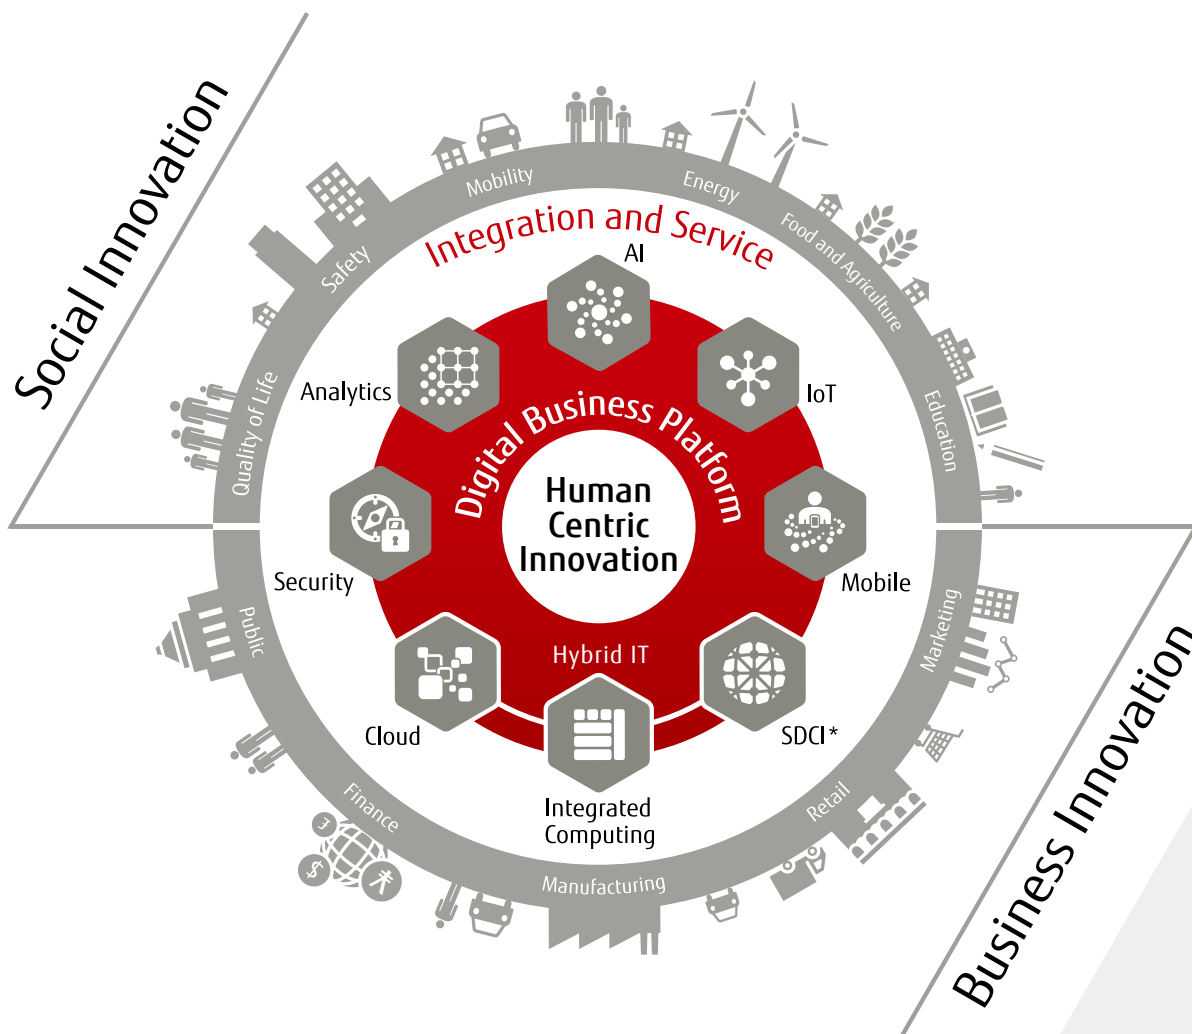 Social Innovation
Mobility
Energy
Safety
Food and Agriculture
Quality of Life
Education
Integration and Service
AI
Analytics
IoT
Digital Business Platform
Human
Centric
Innovation
Security
Mobile
Hybrid IT
Cloud
SDCI*
Integrated
Computing
Public
Marketing
Finance
Retail
Manufacturing
$
Business Innovation